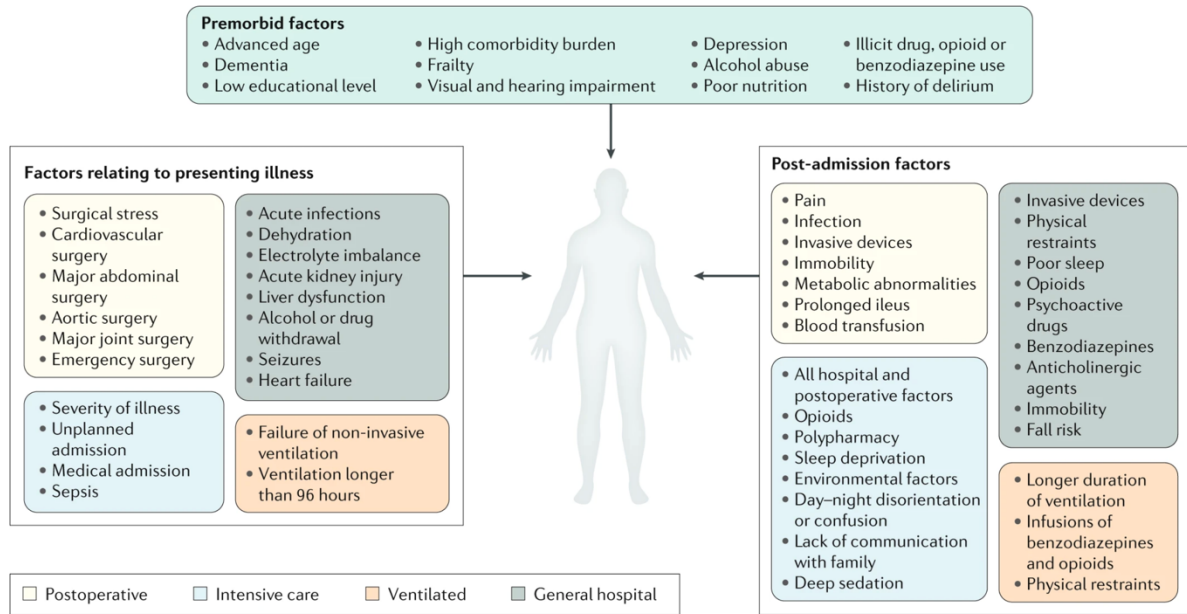 Premorbid factors
• Advanced age
• Dementia
• Low educational level
• High comorbidity burden
• Frailty
• Visual and hearing impairment
• Depression
• Alcohol abuse
• Poor nutrition
• Illicit drug, opioid or
benzodiazepine use
• History of delirium
Factors relating to presenting illness
• Surgical stress
• Cardiovascular
surgery
• Major abdominal
surgery
• Aortic surgery
• Major joint surgery
• Emergency surgery
• Acute infections
• Dehydration
• Electrolyte imbalance
• Acute kidney injury
• Liver dysfunction
• Alcohol or drug
withdrawal
• Seizures
• Heart failure
• Severity of illness
• Unplanned
admission
• Medical admission
• Sepsis
• Failure of non-invasive
ventilation
• Ventilation longer
than 96 hours
Post-admission factors
• Pain
• Infection
• Invasive devices
• Immobility
• Metabolic abnormalities
• Prolonged ileus
• Blood transfusion
• Invasive devices
• Physical
restraints
• Poor sleep
• Opioids
• Psychoactive
drugs
• Benzodiazepines
• Anticholinergic
agents
• Immobility
• Fall risk
• All hospital and
postoperative factors
• Opioids
• Polypharmacy
• Sleep deprivation
• Environmental factors
• Day–night disorientation
or confusion
• Lack of communication
with family
• Deep sedation
• Longer duration
of ventilation
• Infusions of
benzodiazepines
and opioids
• Physical restraints
Postoperative
Intensive care
Ventilated
General hospital